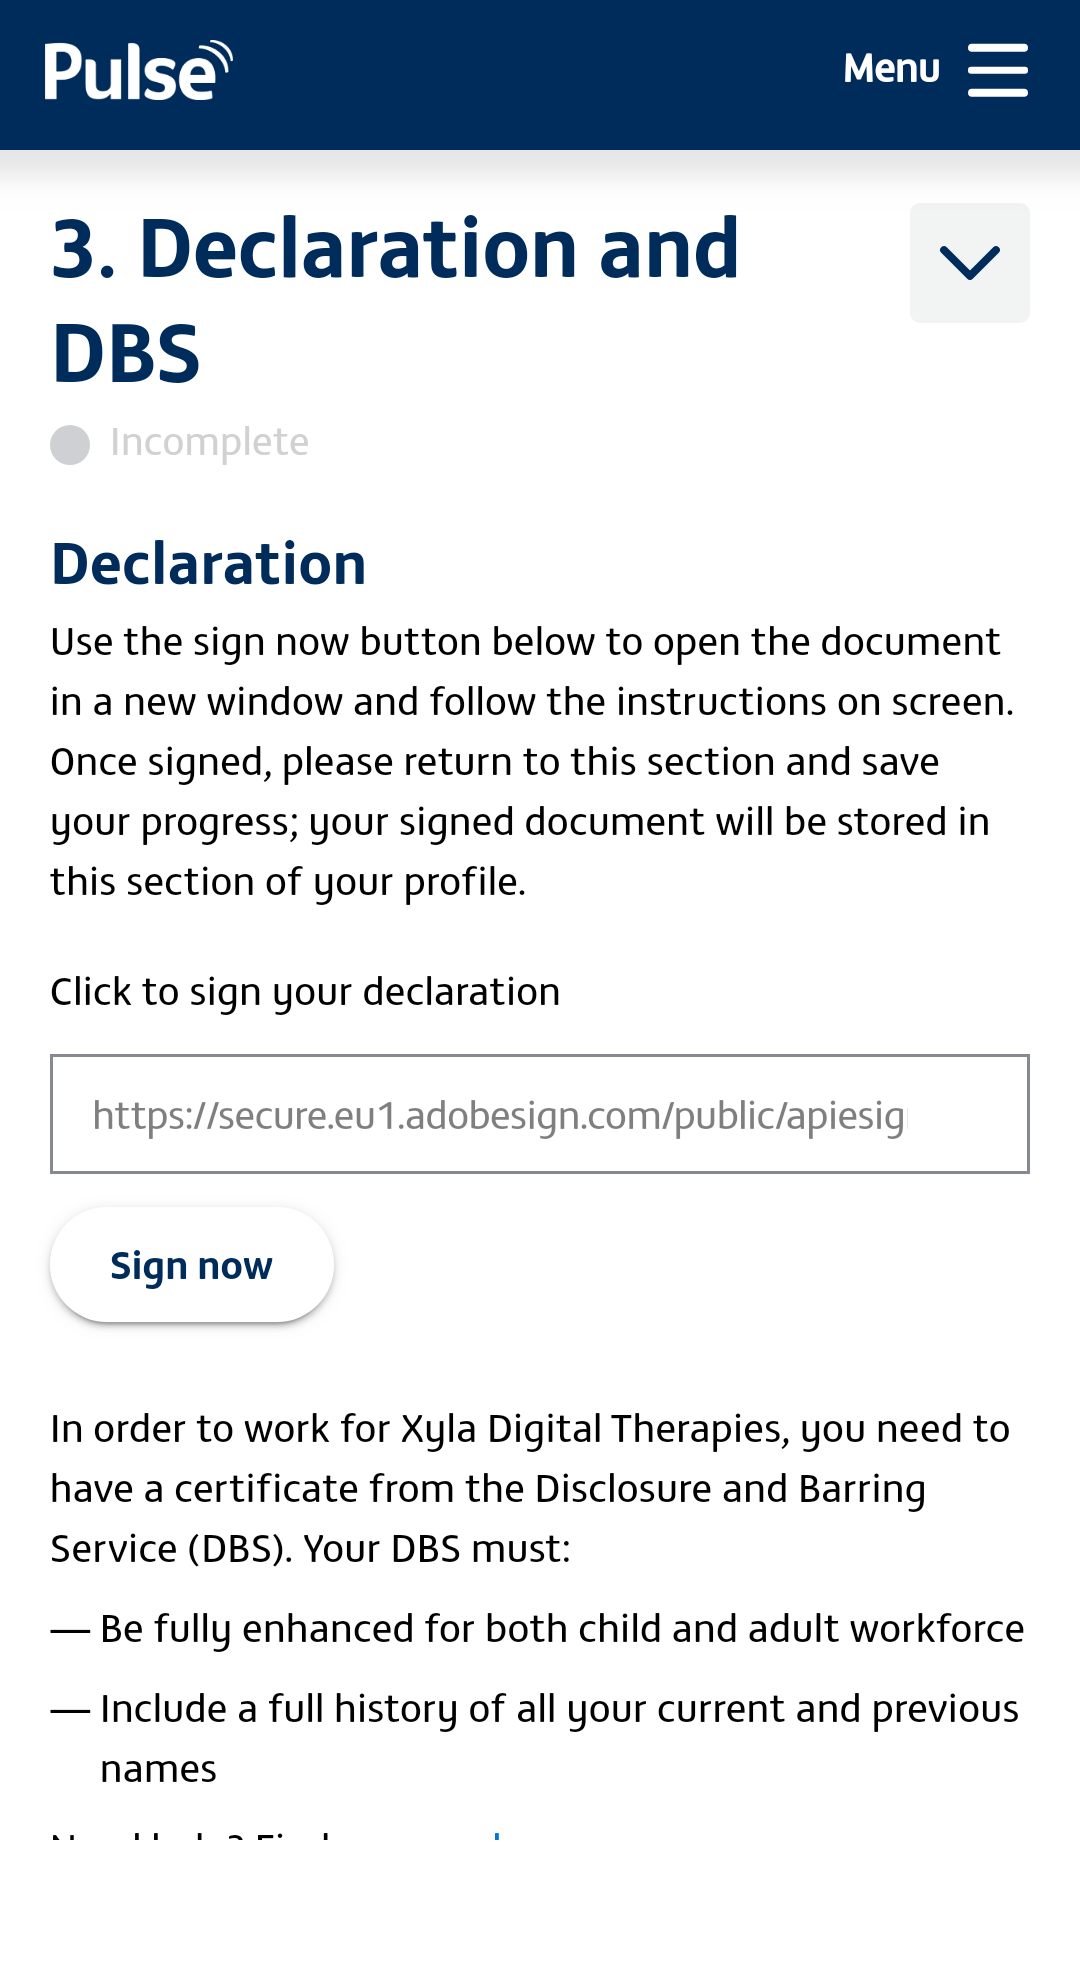 Pulse
Menu
3. Declaration and
DBS
Incomplete
Declaration
Use the sign now button below to open the document
in a new window and follow the instructions on screen.
Once signed, please return to this section and save
your progress; your signed document will be stored in
this section of your profile.
Click to sign your declaration
https://secure.eu1.adobesign.com/public/apiesig
Sign now
In order to work for Xyla Digital Therapies, you need to
have a certificate from the Disclosure and Barring
Service (DBS). Your DBS must:
— Be fully enhanced for both child and adult workforce
— Include a full history of all your current and previous
names